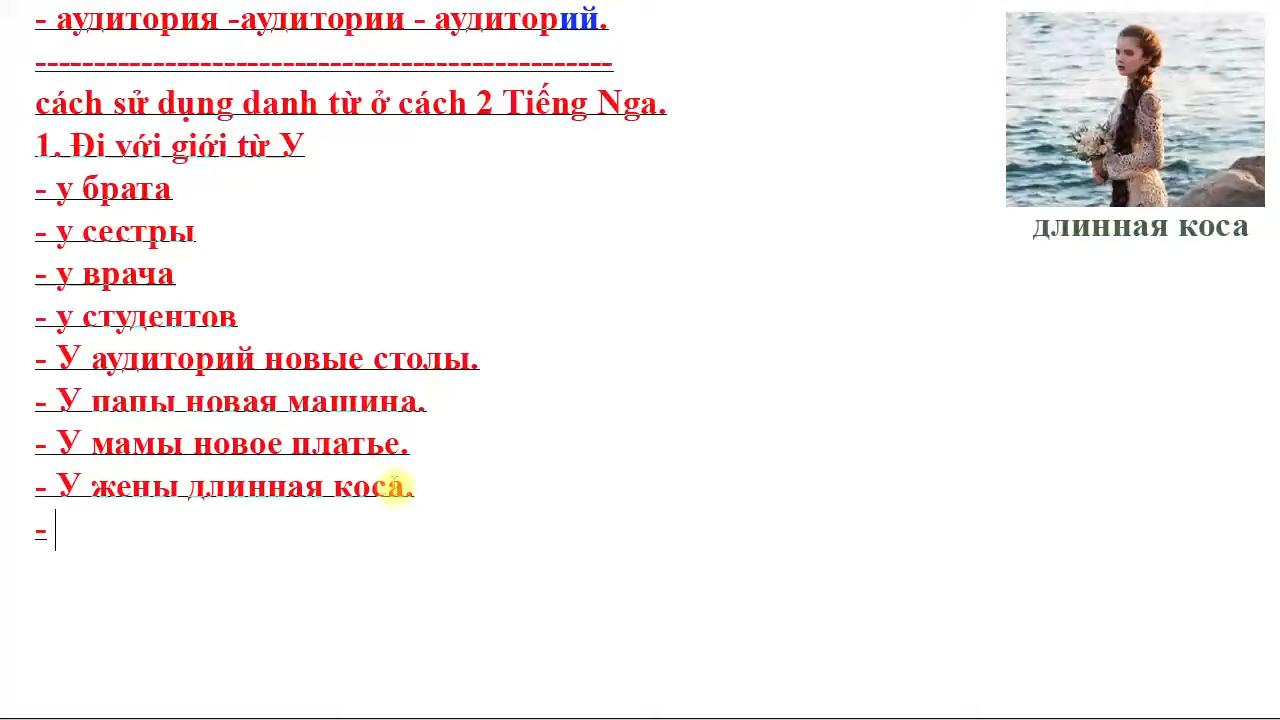 - аудитория -аудитории - аудиторий.
-------------------------------------------------
cách sử dụng danh từ ở cách 2 Tiếng Nga.
1. Đi với giới từ У
- у брата
- у сестры
- у врача
- у студентов
- У аудиторий новые столы.
- У папы новая машина.
- У мамы новое платье.
- У жены длинная коса.
-
длинная коса